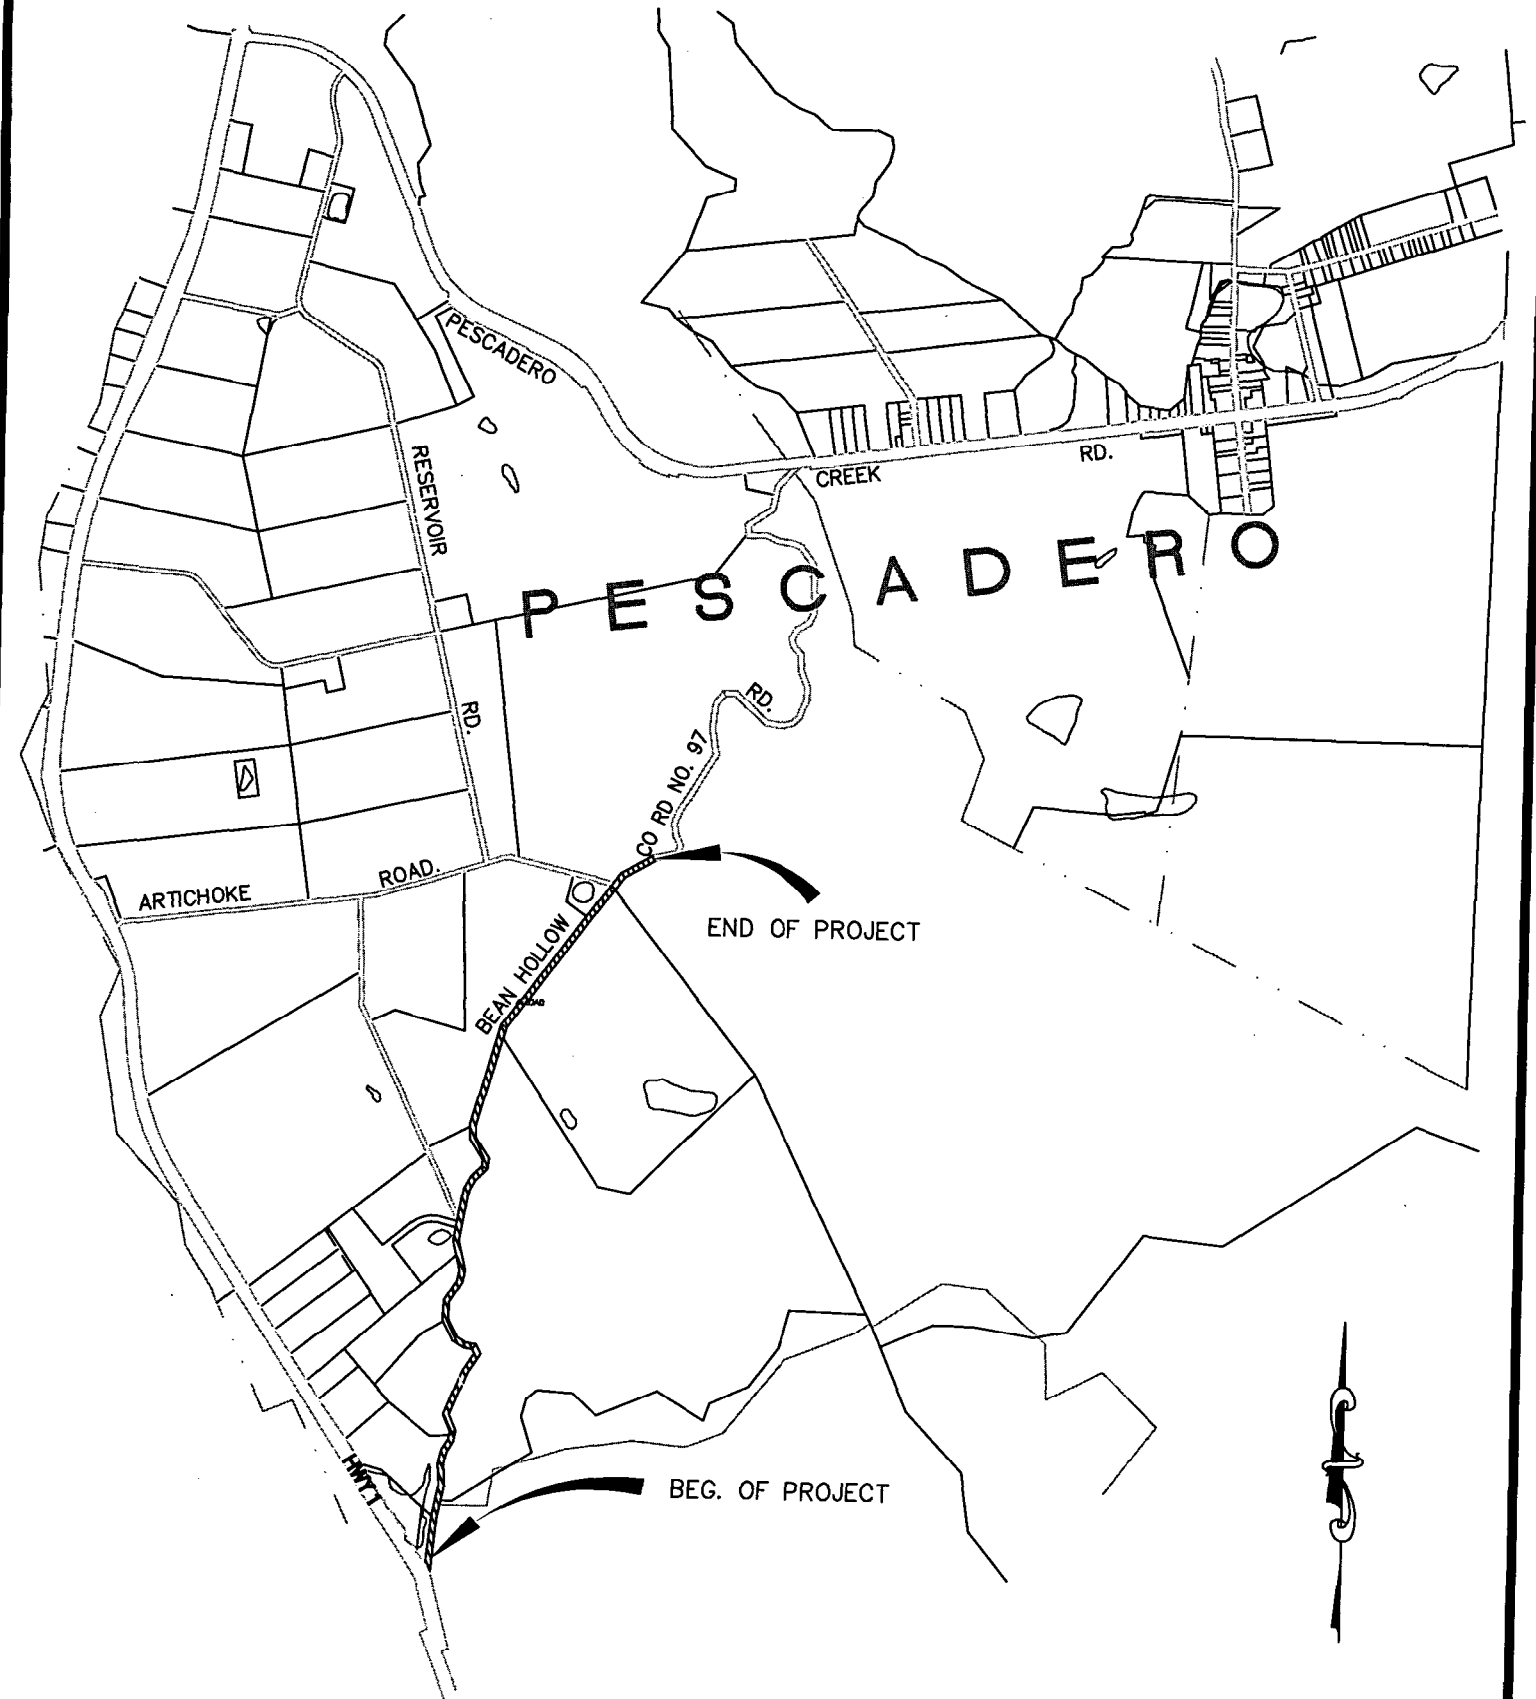 PESCADERO
CREEK
RD.
RESERVOIR
RD.
PESCADERO
RD.
CO RD NO. 97
ARTICHOKE
ROAD.
BEAN HOLLOW
END OF PROJECT
HWY.1
BEG. OF PROJECT